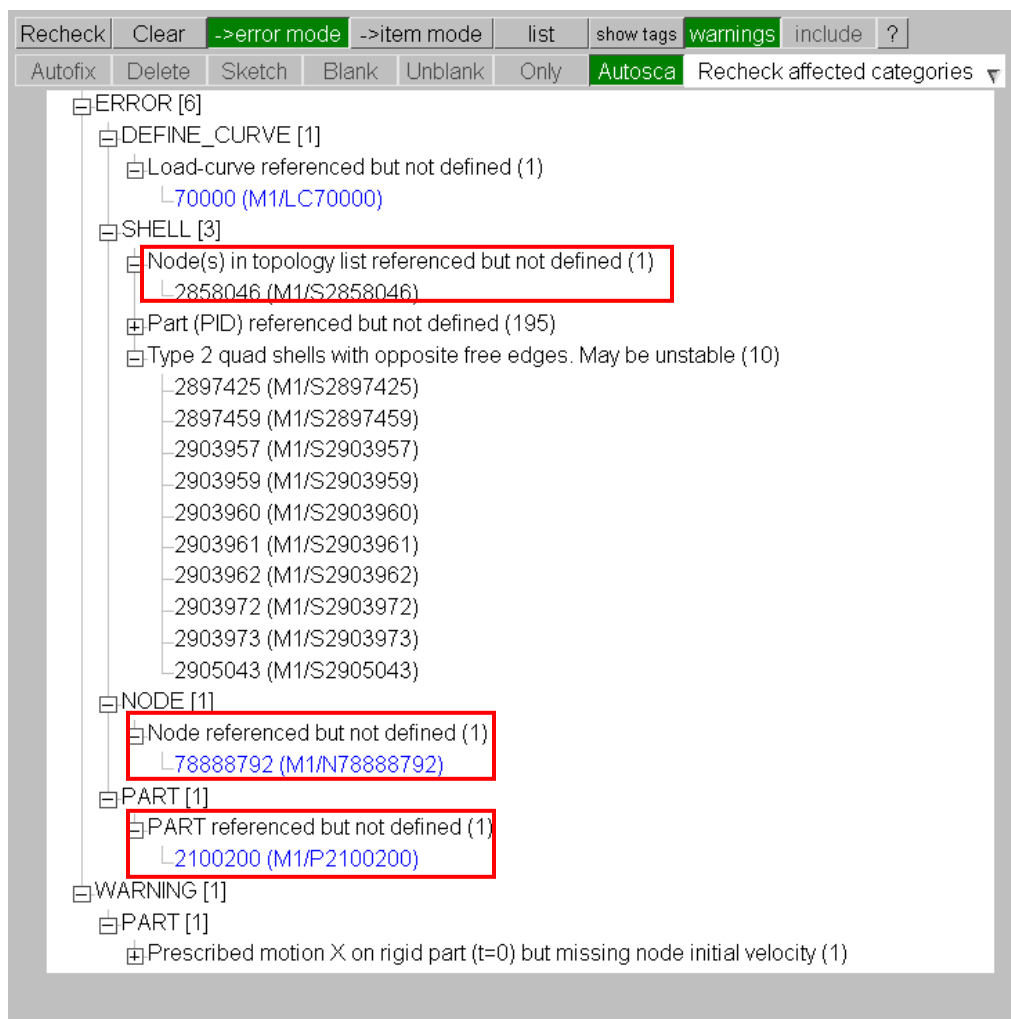 Recheck Clear ->error mode ->item mode list show tags warnings include ?
Autofix Delete Sketch Blank Unblank Only Autosca Recheck affected categories
ERROR [6]
DEFINE_CURVE [1]
Load-curve referenced but not defined (1)
70000 (M1/LC70000)
SHELL [3]
Node(s) in topology list referenced but not defined (1)
2858046 (M1/S2858046)
Part (PID) referenced but not defined (195)
Type 2 quad shells with opposite free edges. May be unstable (10)
2897425 (M1/S2897425)
2897459 (M1/S2897459)
2903957 (M1/S2903957)
2903959 (M1/S2903959)
2903960 (M1/S2903960)
2903961 (M1/S2903961)
2903962 (M1/S2903962)
2903972 (M1/S2903972)
2903973 (M1/S2903973)
2905043 (M1/S2905043)
NODE [1]
Node referenced but not defined (1)
78888792 (M1/N78888792)
PART [1]
PART referenced but not defined (1)
2100200 (M1/P2100200)
WARNING [1]
PART [1]
Prescribed motion X on rigid part (t=0) but missing node initial velocity (1)